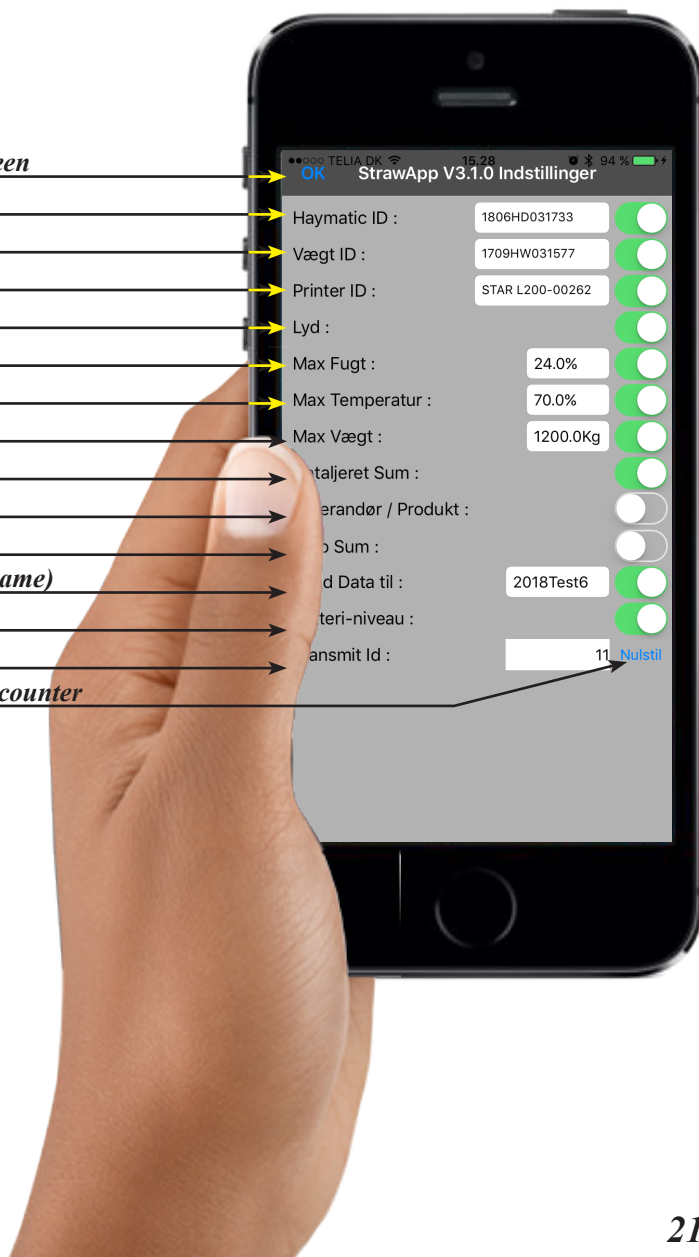 een
TELIA DK 15.28 94 %
OK StrawApp V3.1.0 Indstillinger
Haymatic ID : 1806HD031733
Vægt ID : 1709HW031577
Printer ID : STAR L200-00262
Lyd :
Max Fugt : 24.0%
Max Temperatur : 70.0%
Max Vægt : 1200.0Kg
taljeret Sum :
erandør / Produkt :
Sum :
ame)
d Data til : 2018Test6
teri-niveau :
ansmit Id : 11 Nulstil
counter
21